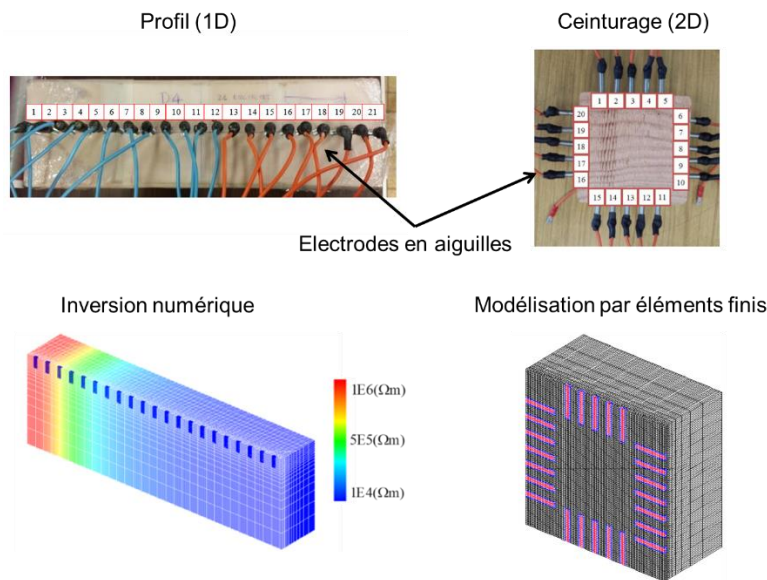 Profil (1D)
Ceinturage (2D)
1 2 3 4 5 6 7 8 9 10 11 12 13 14 15 16 17 18 19 20 21
1 2 3 4 5
20
19
18
17
16
6
7
8
9
10
15 14 13 12 11
Electrodes en aiguilles
Inversion numérique
Modélisation par éléments finis
1E6(Ωm)
5E5(Ωm)
1E4(Ωm)